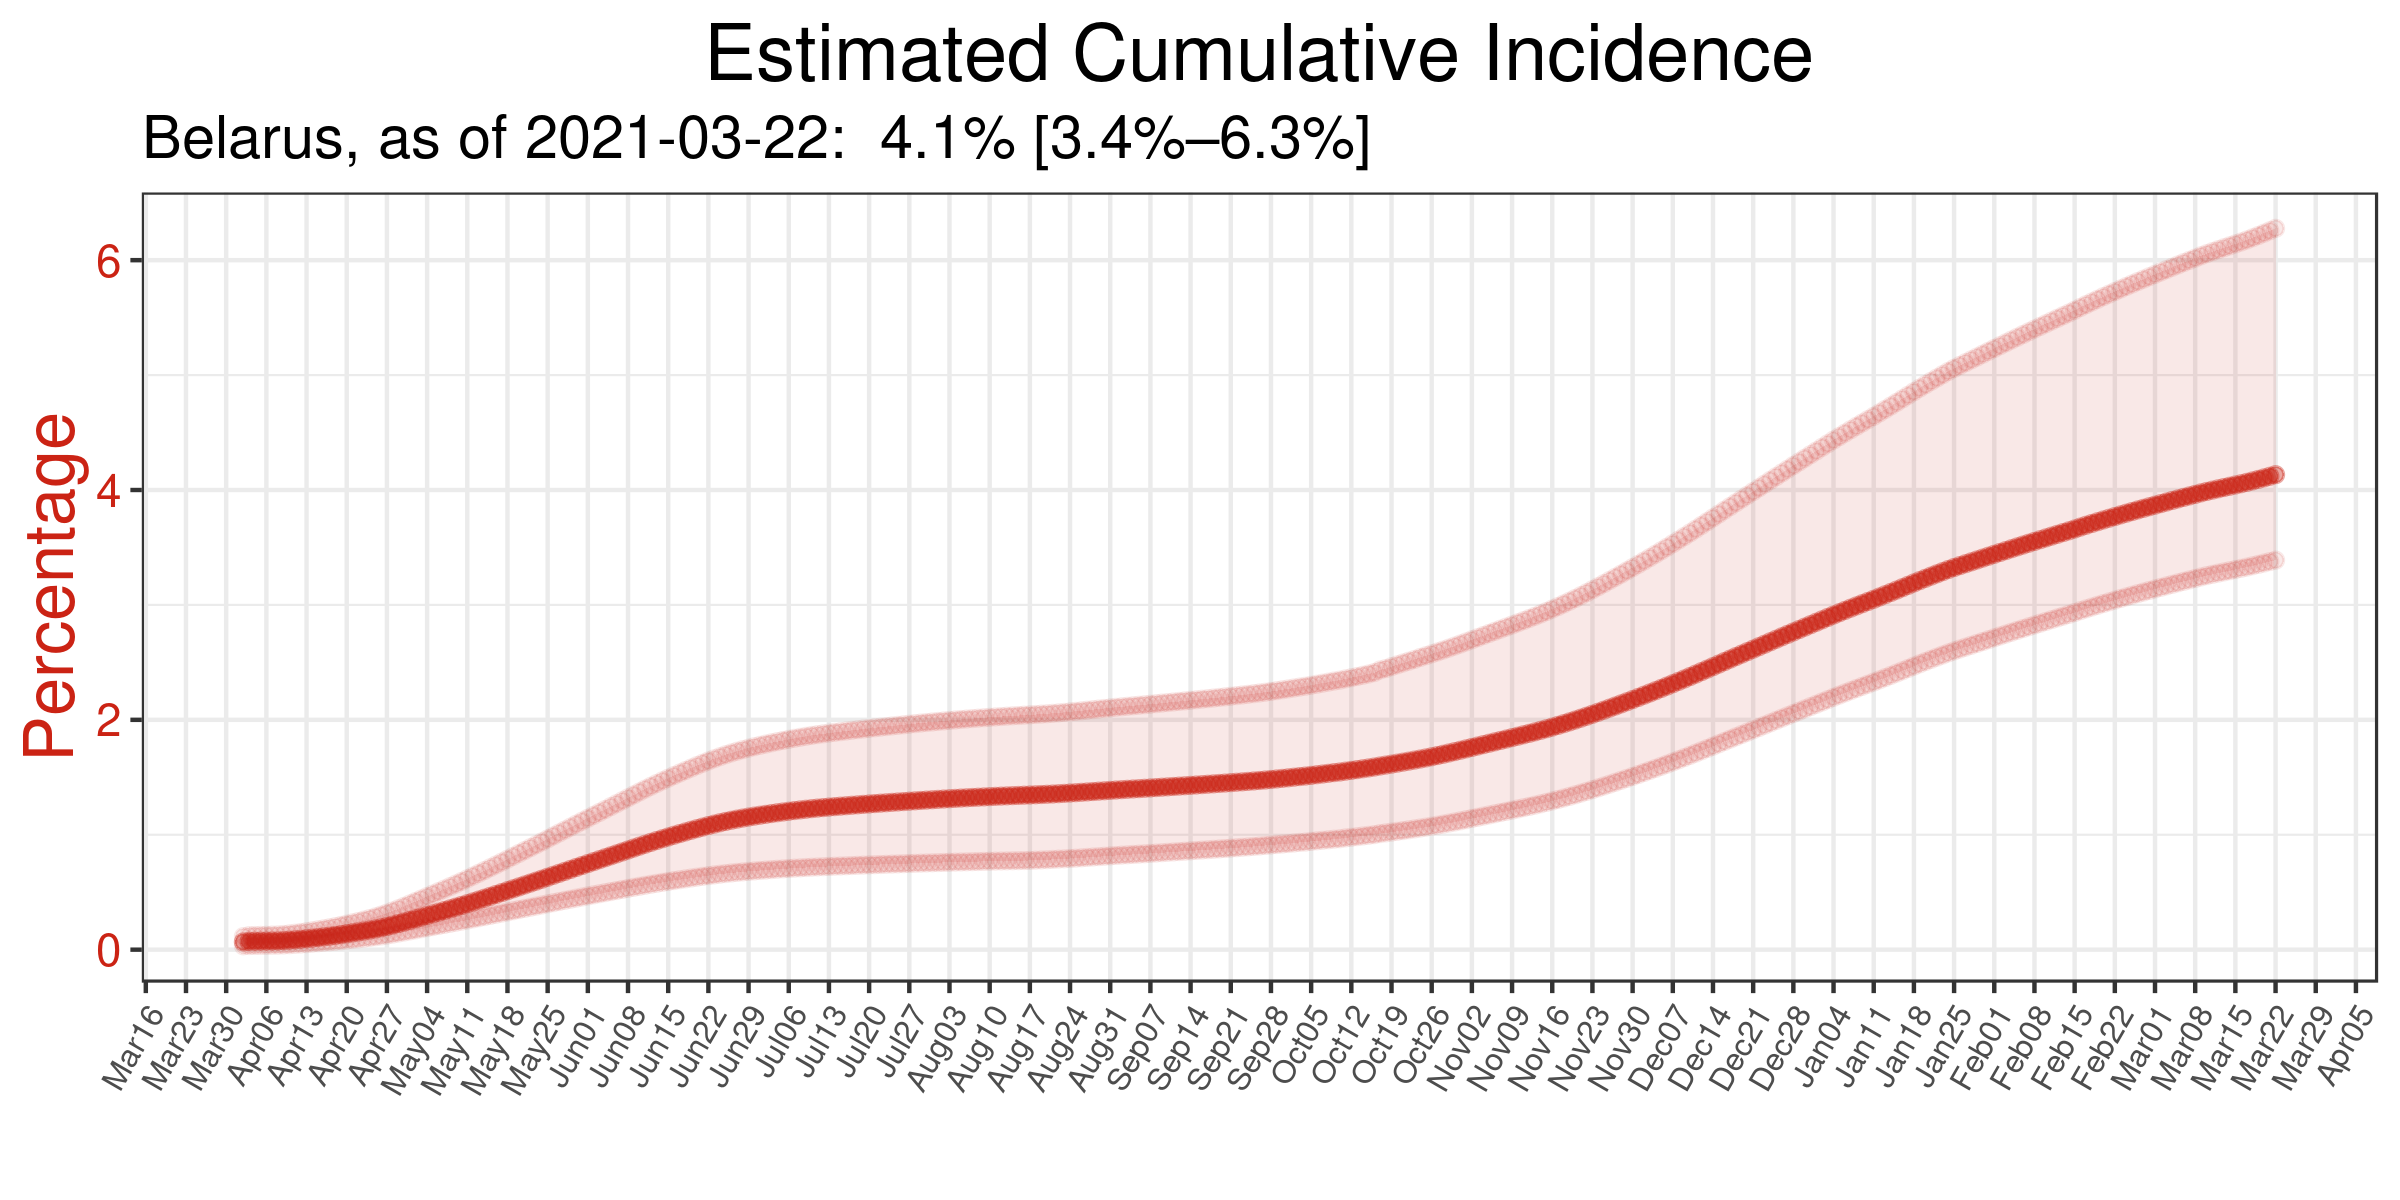 Estimated Cumulative Incidence
Belarus, as of 2021-03-22:  4.1% [3.4%–6.3%]
Percentage
6
4
2
0
Mar16
Mar23
Mar30
Apr06
Apr13
Apr20
Apr27
May04
May11
May18
May25
Jun01
Jun08
Jun15
Jun22
Jun29
Jul06
Jul13
Jul20
Jul27
Aug03
Aug10
Aug17
Aug24
Aug31
Sep07
Sep14
Sep21
Sep28
Oct05
Oct12
Oct19
Oct26
Nov02
Nov09
Nov16
Nov23
Nov30
Dec07
Dec14
Dec21
Dec28
Jan04
Jan11
Jan18
Jan25
Feb01
Feb08
Feb15
Feb22
Mar01
Mar08
Mar15
Mar22
Mar29
Apr05